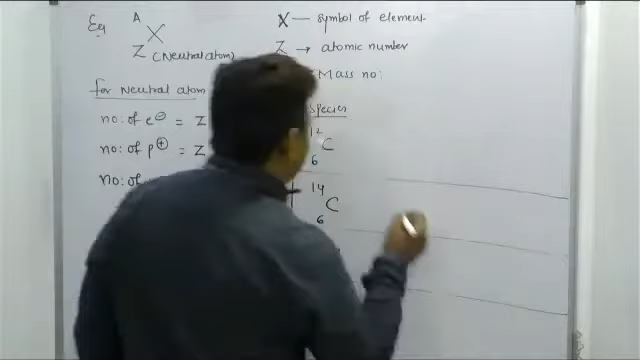 Eg A X Z (Neutral atom)
X — symbol of element
Z → atomic number
Mass no:
for Neutral atom
no: of e⊖ = Z
no: of p⊕ = Z
no: of
Species
12 6 C
14 6 C